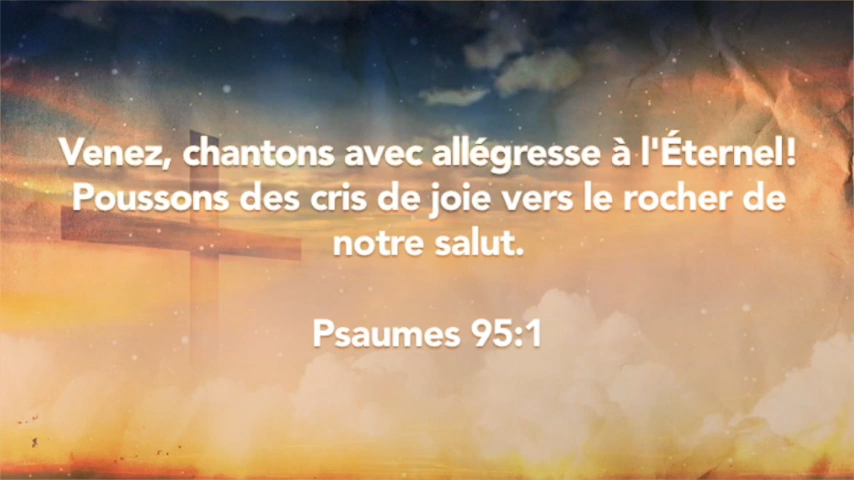 Venez, chantons avec allégresse à l'Éternel!
Poussons des cris de joie vers le rocher de
notre salut.
Psaumes 95:1